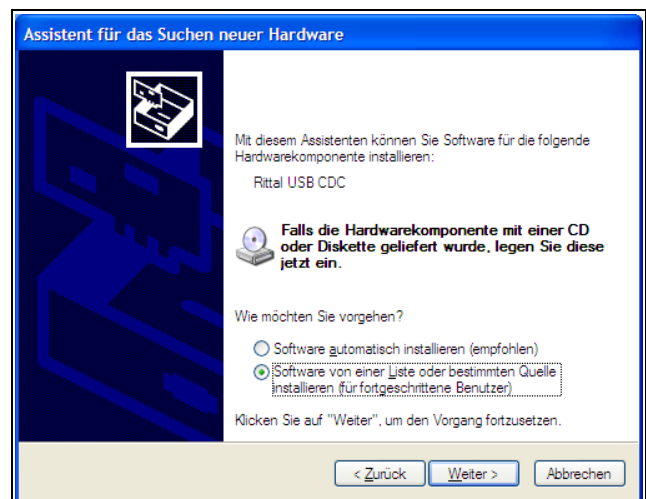 Assistent für das Suchen neuer Hardware
Mit diesem Assistenten können Sie Software für die folgende
Hardwarekomponente installieren:
Rittal USB CDC
Falls die Hardwarekomponente mit einer CD
oder Diskette geliefert wurde, legen Sie diese
jetzt ein.
Wie möchten Sie vorgehen?
Software automatisch installieren (empfohlen)
Software von einer Liste oder bestimmten Quelle
installieren (für fortgeschrittene Benutzer)
Klicken Sie auf "Weiter", um den Vorgang fortzusetzen.
< Zurück Weiter > Abbrechen